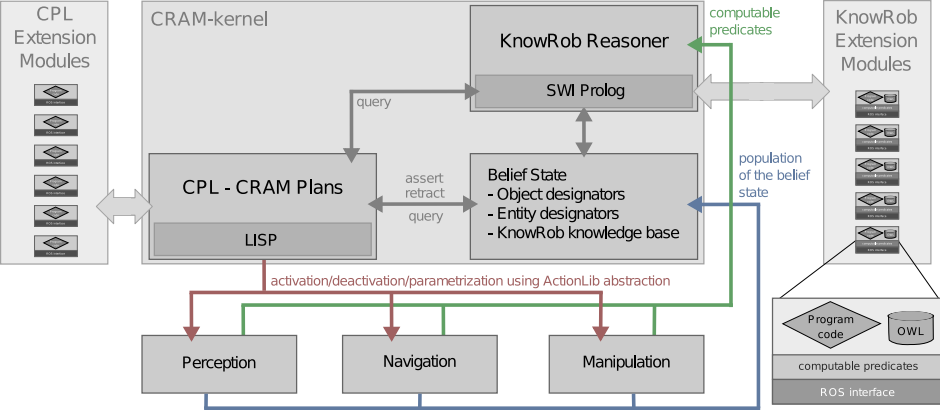 CPL
Extension
Modules
CRAM-kernel
KnowRob Reasoner
SWI Prolog
computable
predicates
KnowRob
Extension
Modules
query
CPL - CRAM Plans
LISP
assert
retract
query
Belief State
- Object designators
- Entity designators
- KnowRob knowledge base
population
of the belief
state
activation/deactivation/parametrization using ActionLib abstraction
Perception
Navigation
Manipulation
Program
code
OWL
computable predicates
ROS interface